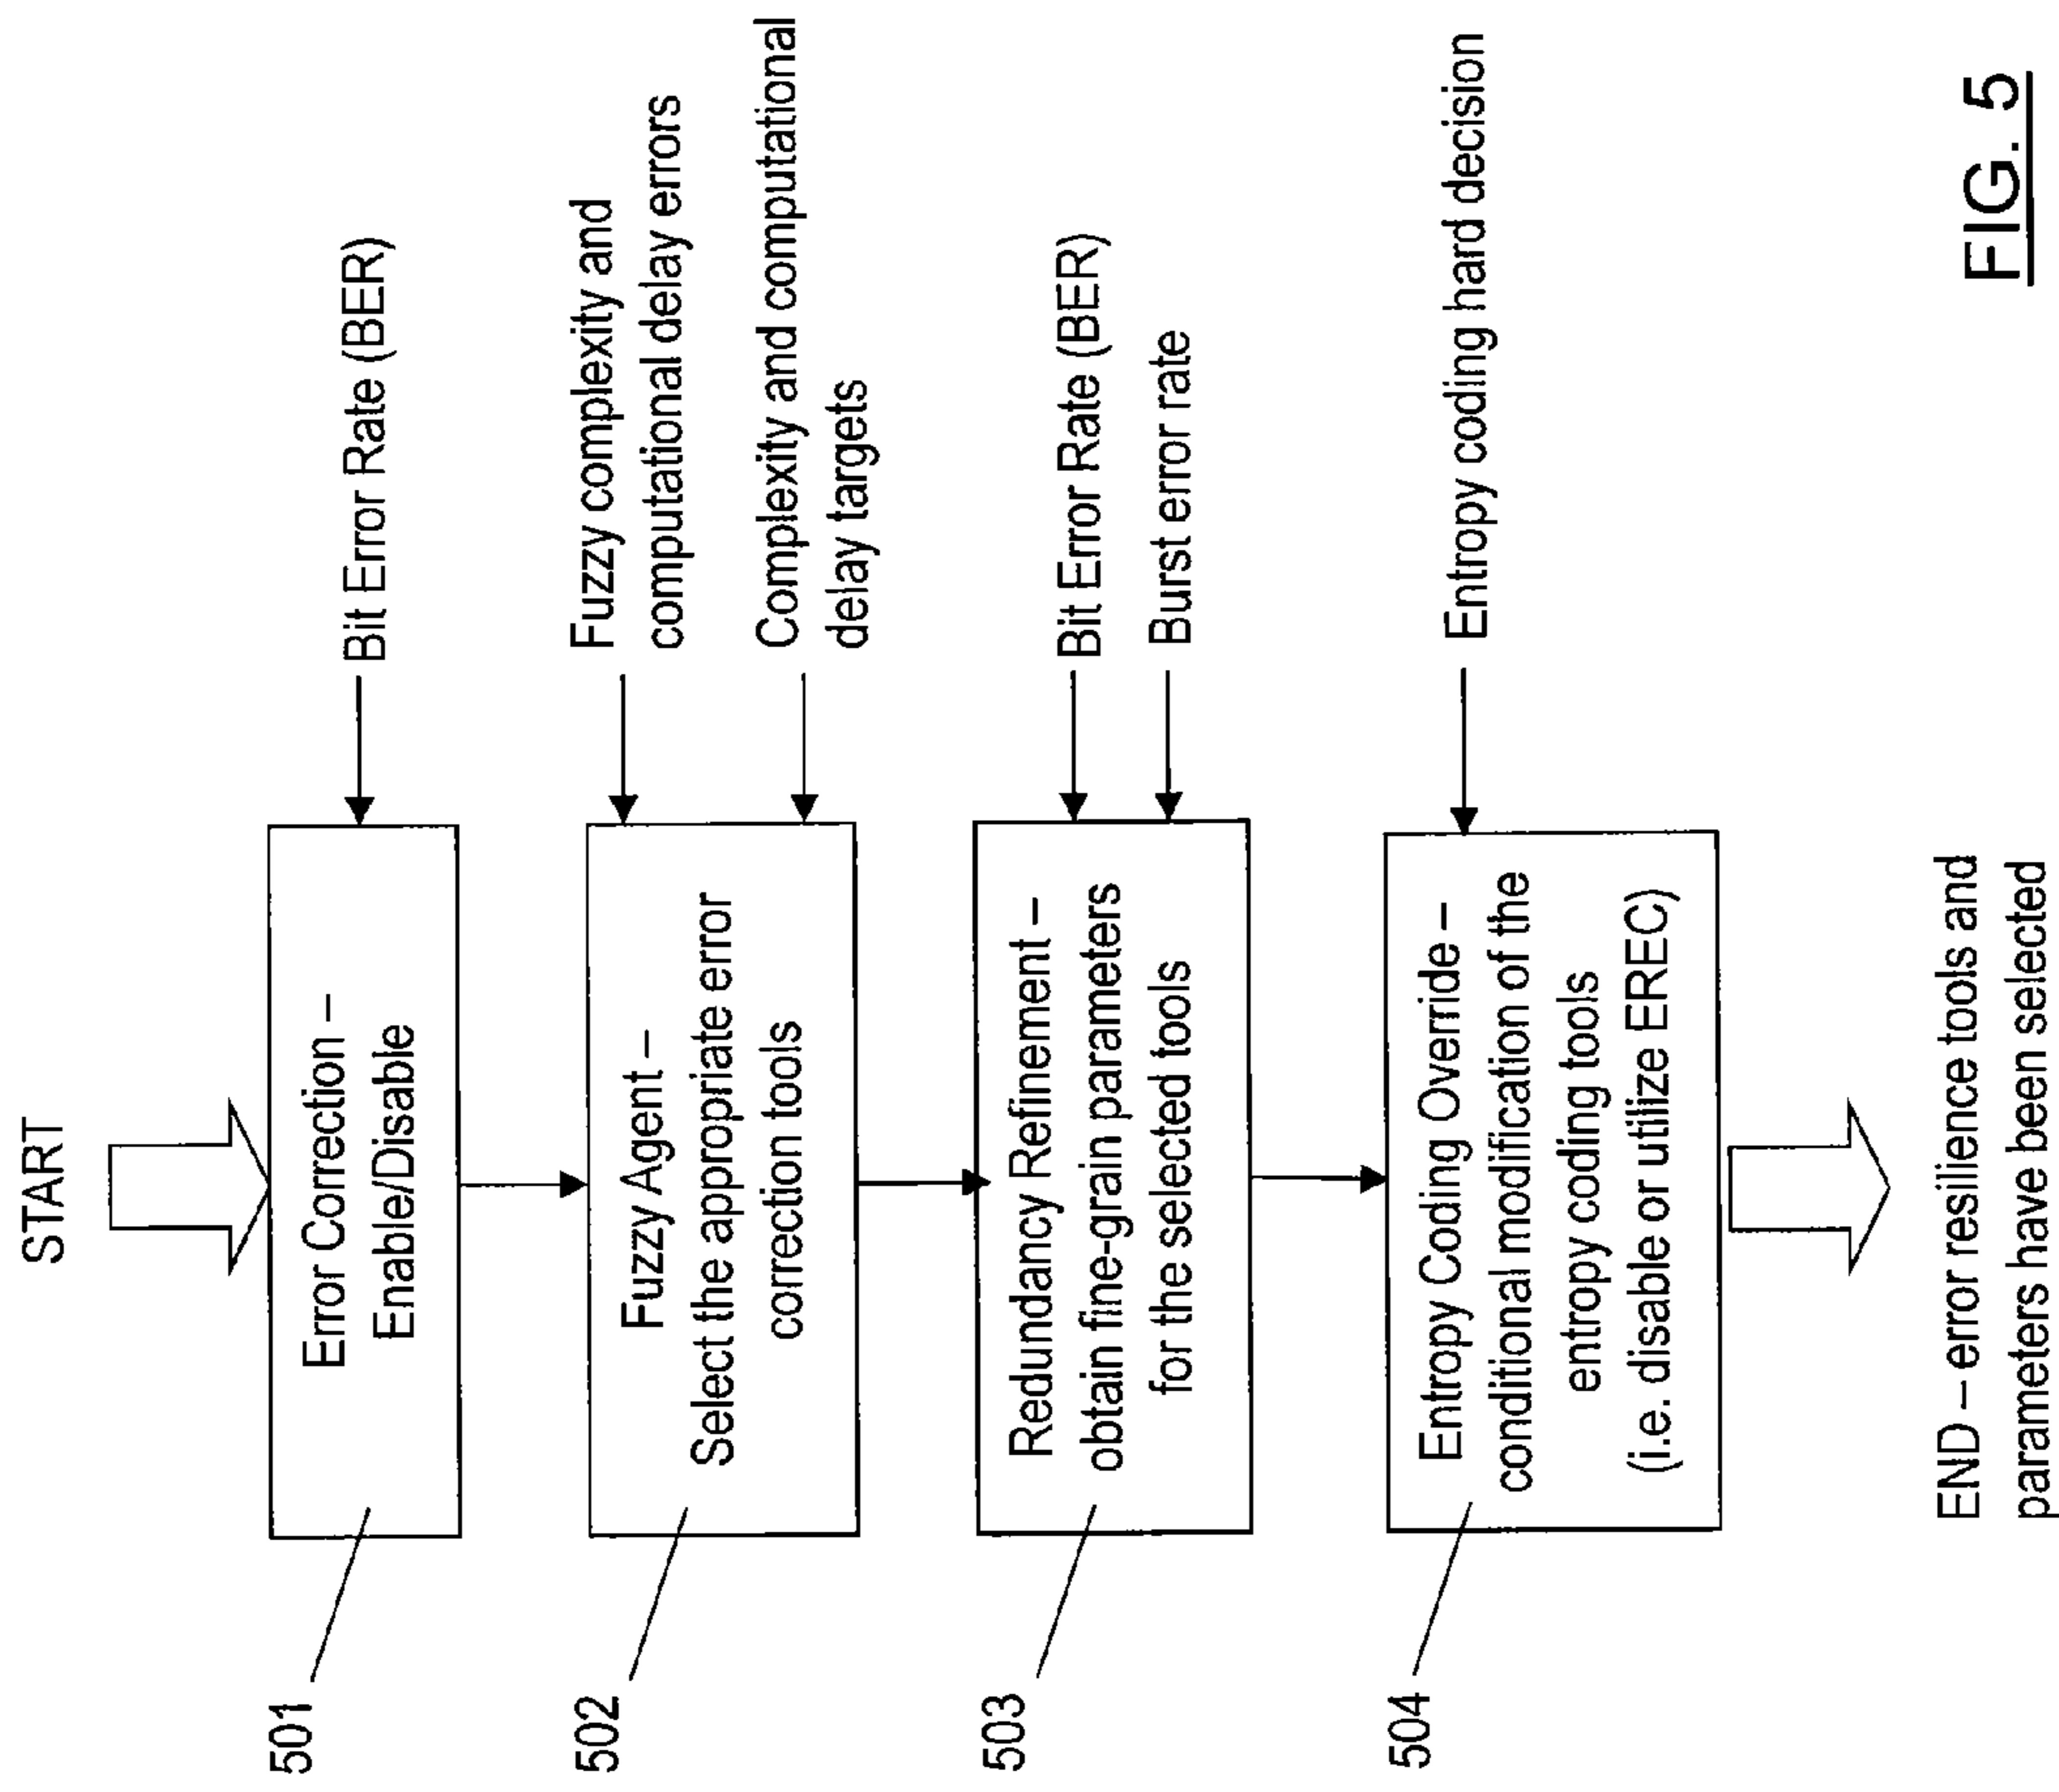 START
501
Error Correction –
Enable/Disable
Bit Error Rate (BER)
502
Fuzzy Agent –
Select the appropriate error
correction tools
Fuzzy complexity and
computational delay errors
Complexity and computational
delay targets
503
Redundancy Refinement –
obtain fine-grain parameters
for the selected tools
Bit Error Rate (BER)
Burst error rate
504
Entropy Coding Override –
conditional modification of the
entropy coding tools
(i.e. disable or utilize EREC)
Entropy coding hard decision
END – error resilience tools and
parameters have been selected
FIG. 5